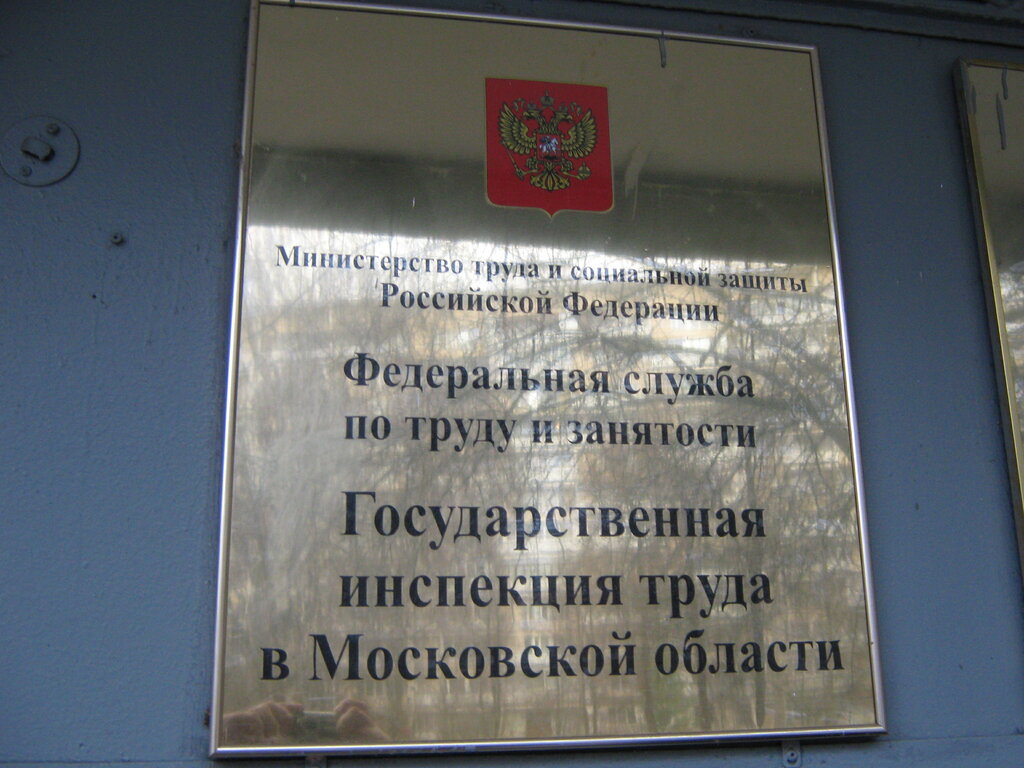 Министерство труда и социальной защиты
Российской Федерации
Федеральная служба
по труду и занятости
Государственная
инспекция труда
в Московской области